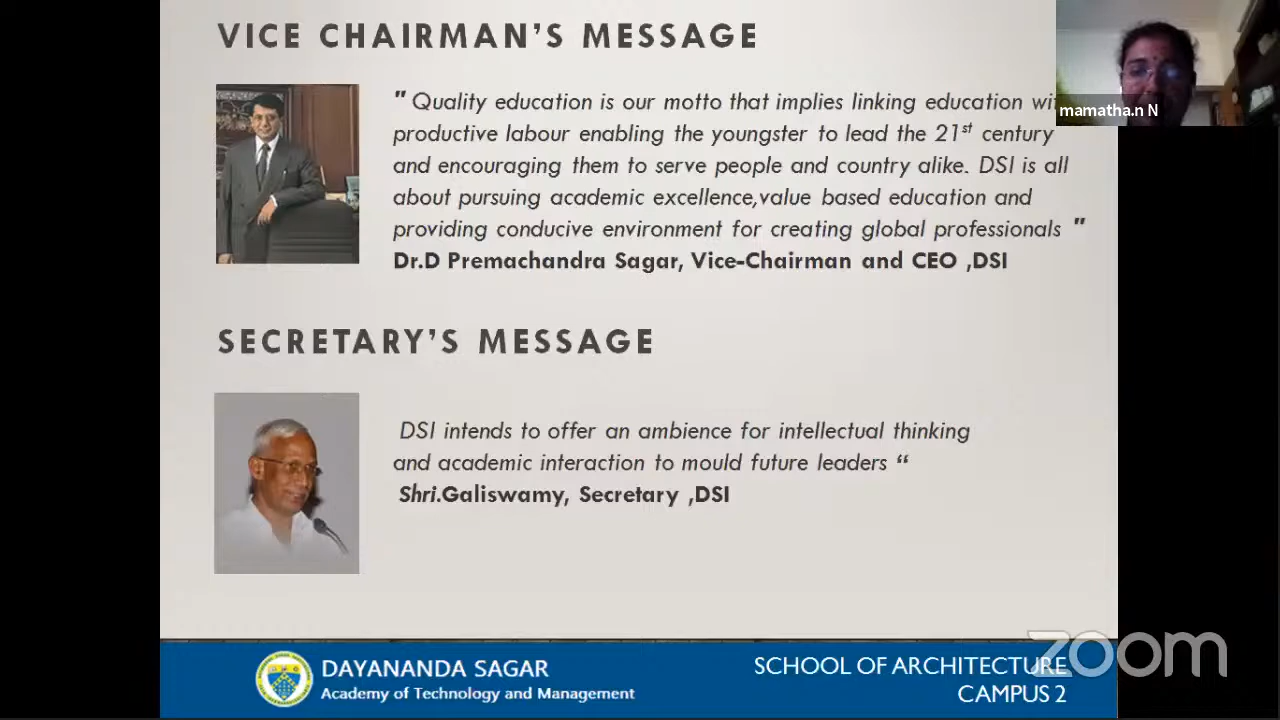 VICE CHAIRMAN'S MESSAGE
" Quality education is our motto that implies linking education
productive labour enabling the youngster to lead the 21st century
and encouraging them to serve people and country alike. DSI is all
about pursuing academic excellence,value based education and
providing conducive environment for creating global professionals "
Dr.D Premachandra Sagar, Vice-Chairman and CEO ,DSI
mamatha.n N
SECRETARY'S MESSAGE
DSI intends to offer an ambience for intellectual thinking
and academic interaction to mould future leaders “
Shri.Galiswamy, Secretary ,DSI
DAYANANDA SAGAR
Academy of Technology and Management
SCHOOL OF ARCHITECTURE
CAMPUS 2
zoom